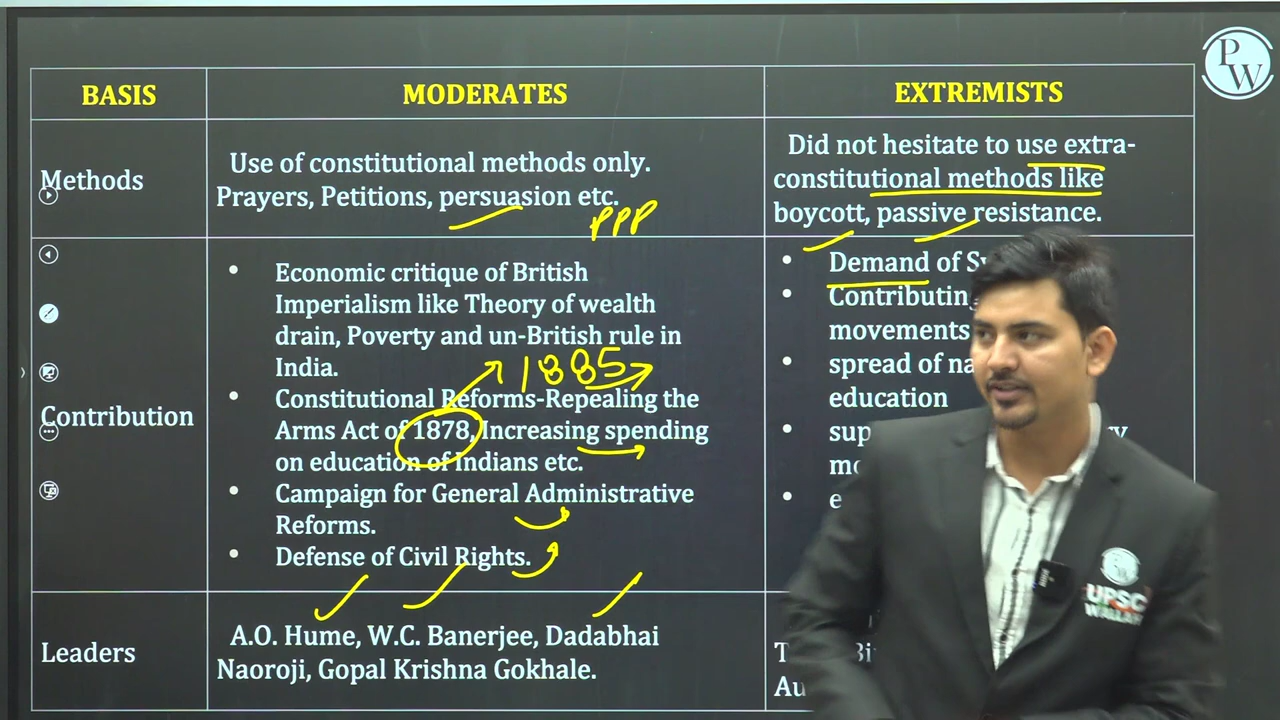 PW
BASIS
MODERATES
EXTREMISTS
Methods
Use of constitutional methods only.
Prayers, Petitions, persuasion etc.
PPP
Did not hesitate to use extra-
constitutional methods like
boycott, passive resistance.
Contribution
• Economic critique of British
Imperialism like Theory of wealth
drain, Poverty and un-British rule in
India.
1885
• Constitutional Reforms-Repealing the
Arms Act of 1878, Increasing spending
on education of Indians etc.
• Campaign for General Administrative
Reforms.
• Defense of Civil Rights.
• Demand of
• Contributing
movements
• spread of
education
Leaders
A.O. Hume, W.C. Banerjee, Dadabhai
Naoroji, Gopal Krishna Gokhale.
UPSC